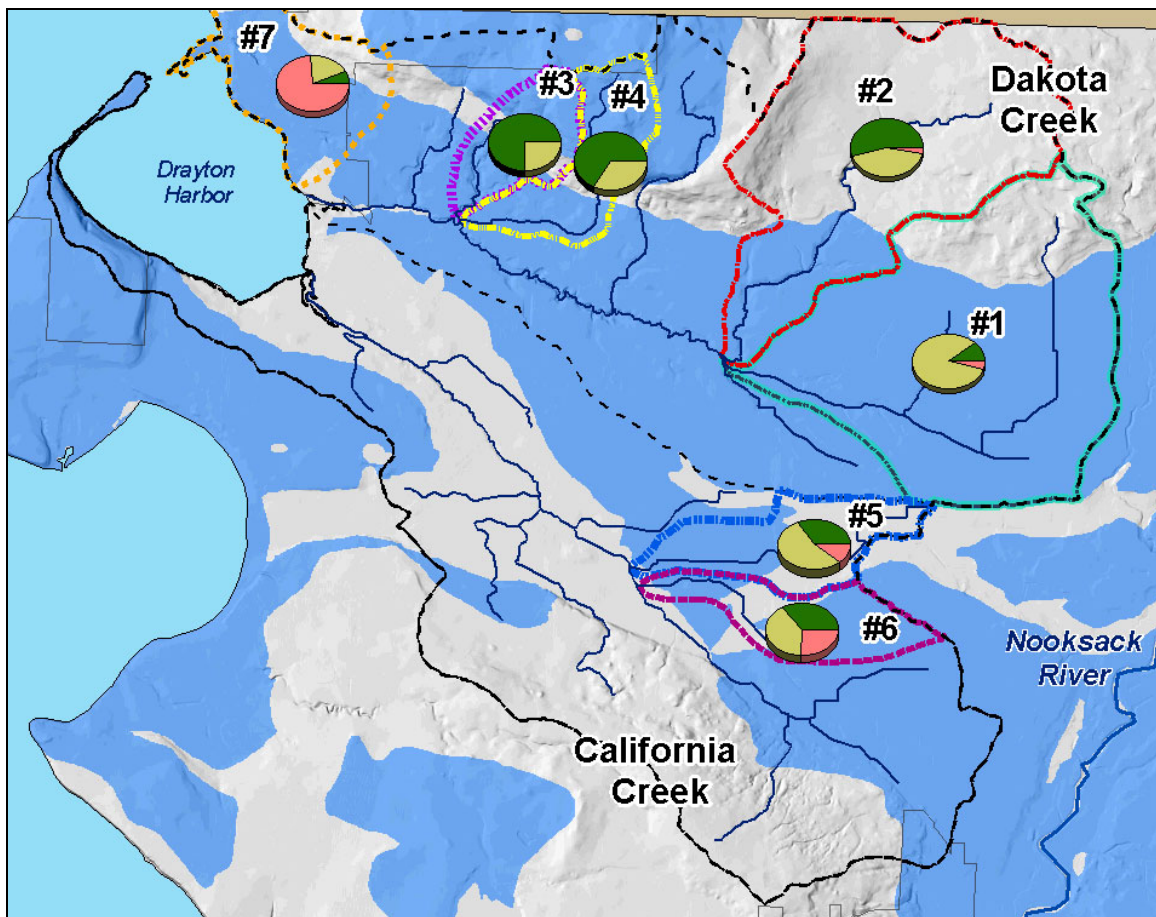 #7
#3
#4
#2
Dakota
Creek
Drayton
Harbor
#1
#5
#6
Nooksack
River
California
Creek